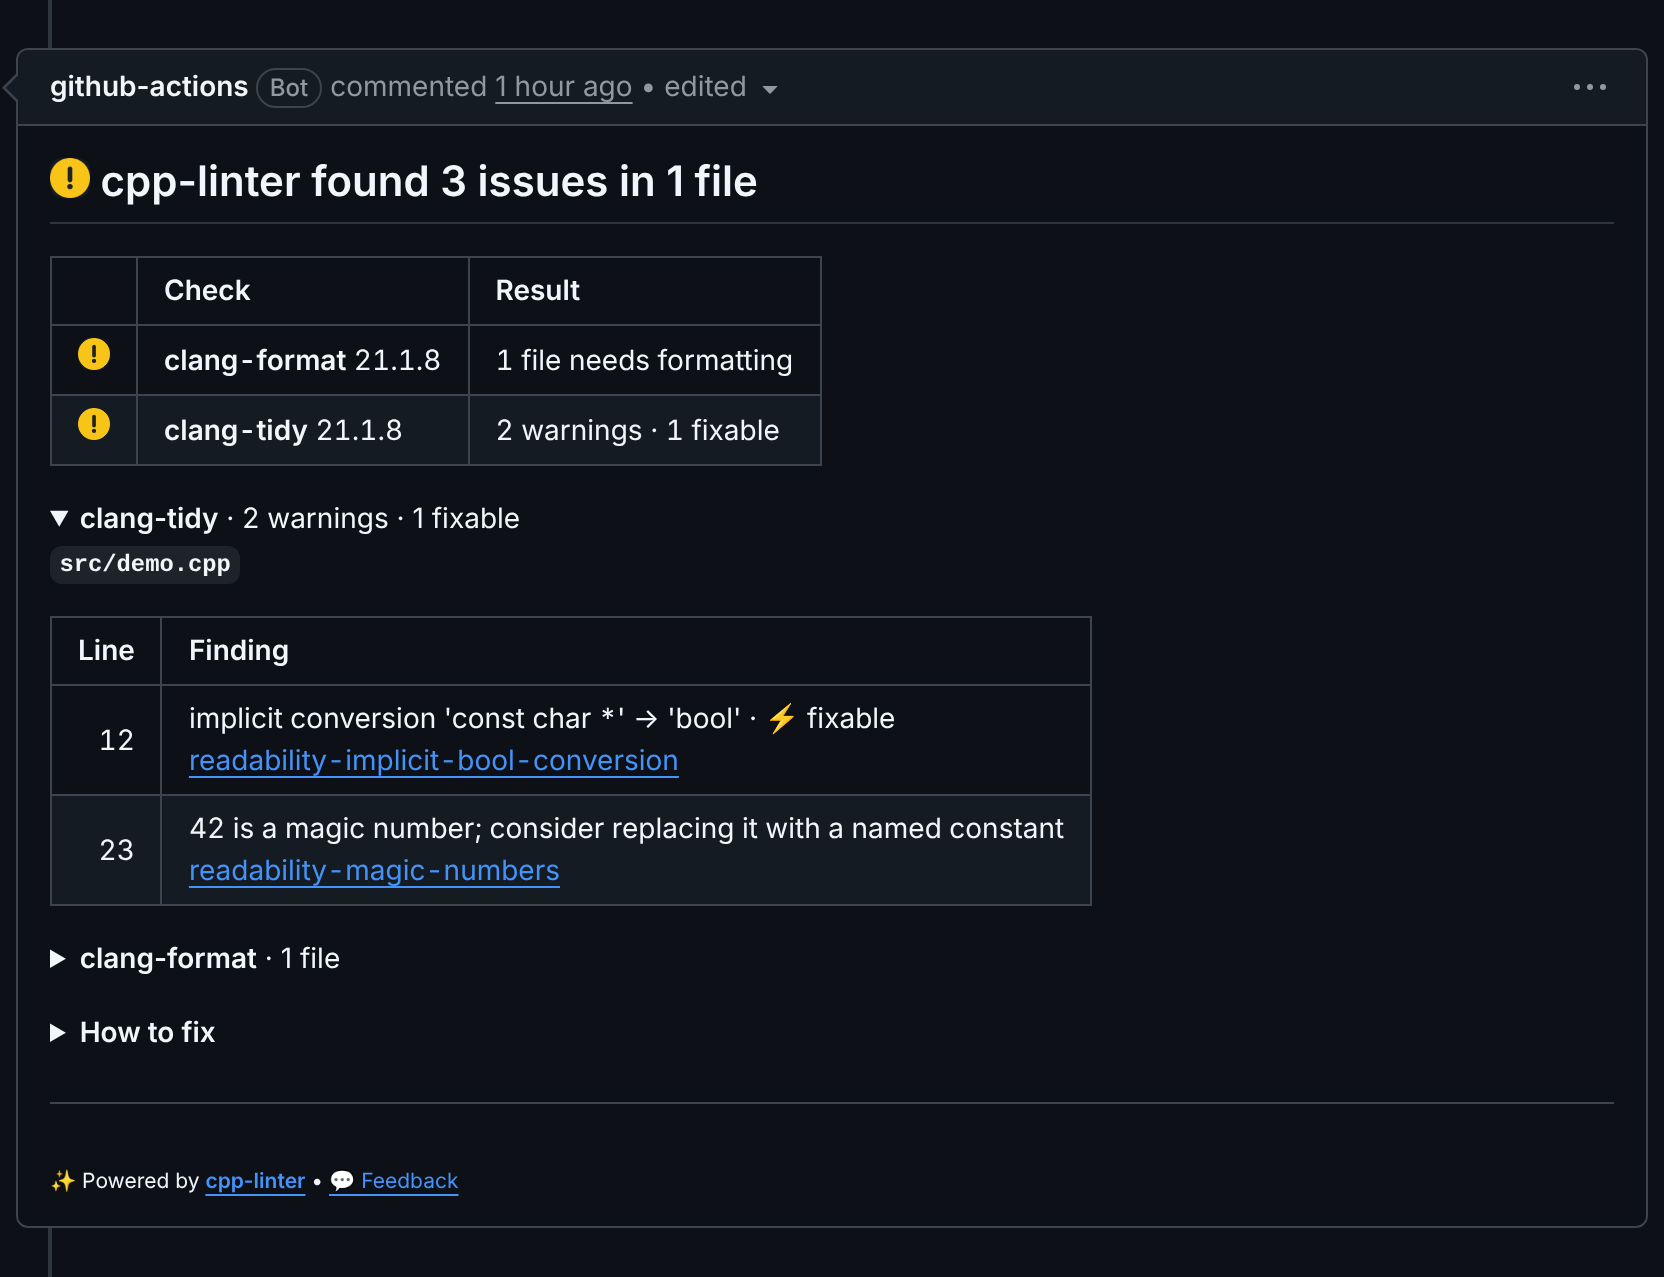 github-actions Bot commented 1 hour ago • edited
cpp-linter found 3 issues in 1 file
Check Result
clang-format 21.1.8 1 file needs formatting
clang-tidy 21.1.8 2 warnings · 1 fixable
clang-tidy · 2 warnings · 1 fixable
src/demo.cpp
Line Finding
12 implicit conversion 'const char *' → 'bool' · ⚡ fixable
readability-implicit-bool-conversion
23 42 is a magic number; consider replacing it with a named constant
readability-magic-numbers
clang-format · 1 file
How to fix
✨ Powered by cpp-linter • 💬 Feedback